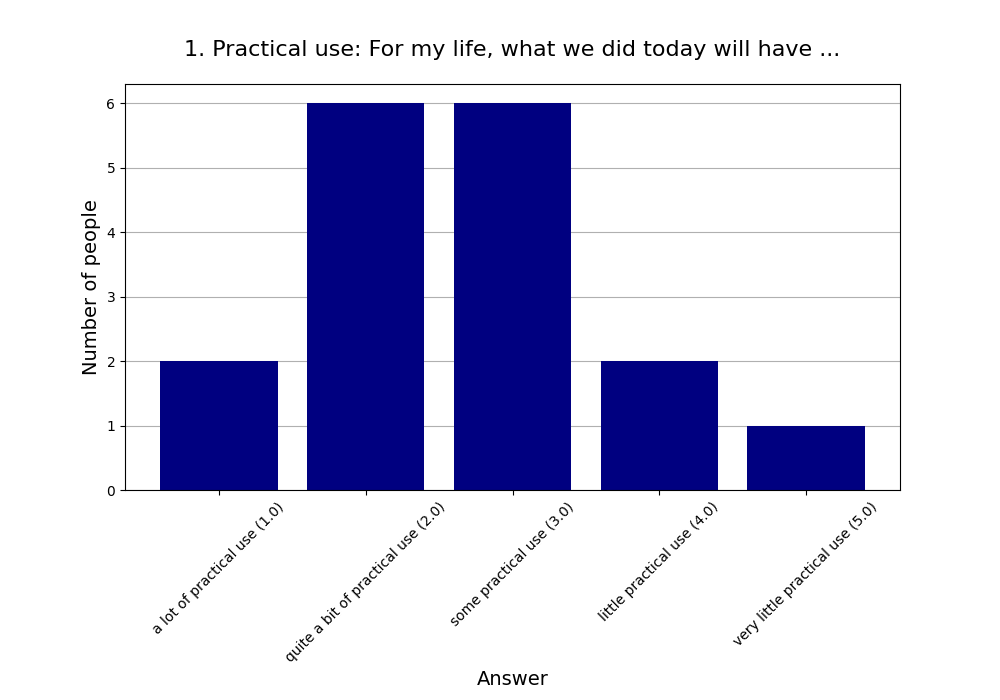 1. Practical use: For my life, what we did today will have ...
Number of people
6
5
4
3
2
1
0
a lot of practical use (1.0)
quite a bit of practical use (2.0)
some practical use (3.0)
little practical use (4.0)
very little practical use (5.0)
Answer